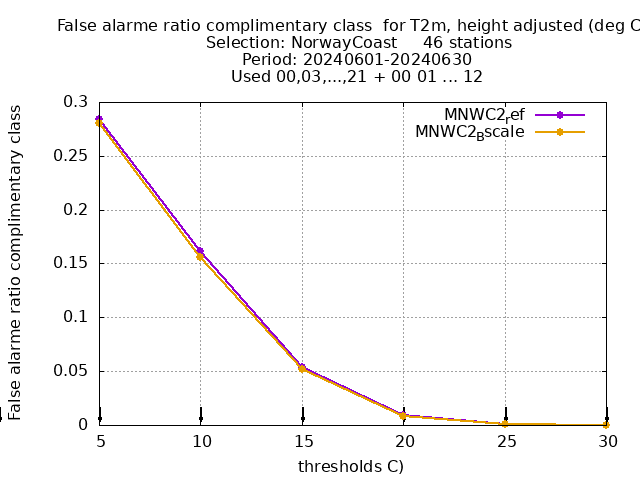 False alarme ratio complimentary class  for T2m, height adjusted (deg C
Selection: NorwayCoast     46 stations
Period: 20240601-20240630
Used 00,03,...,21 + 00 01 ... 12
False alarme ratio complimentary class
0.3
0.25
0.2
0.15
0.1
0.05
0
MNWC2_ref
MNWC2_Bscale
5 10 15 20 25 30
thresholds C)